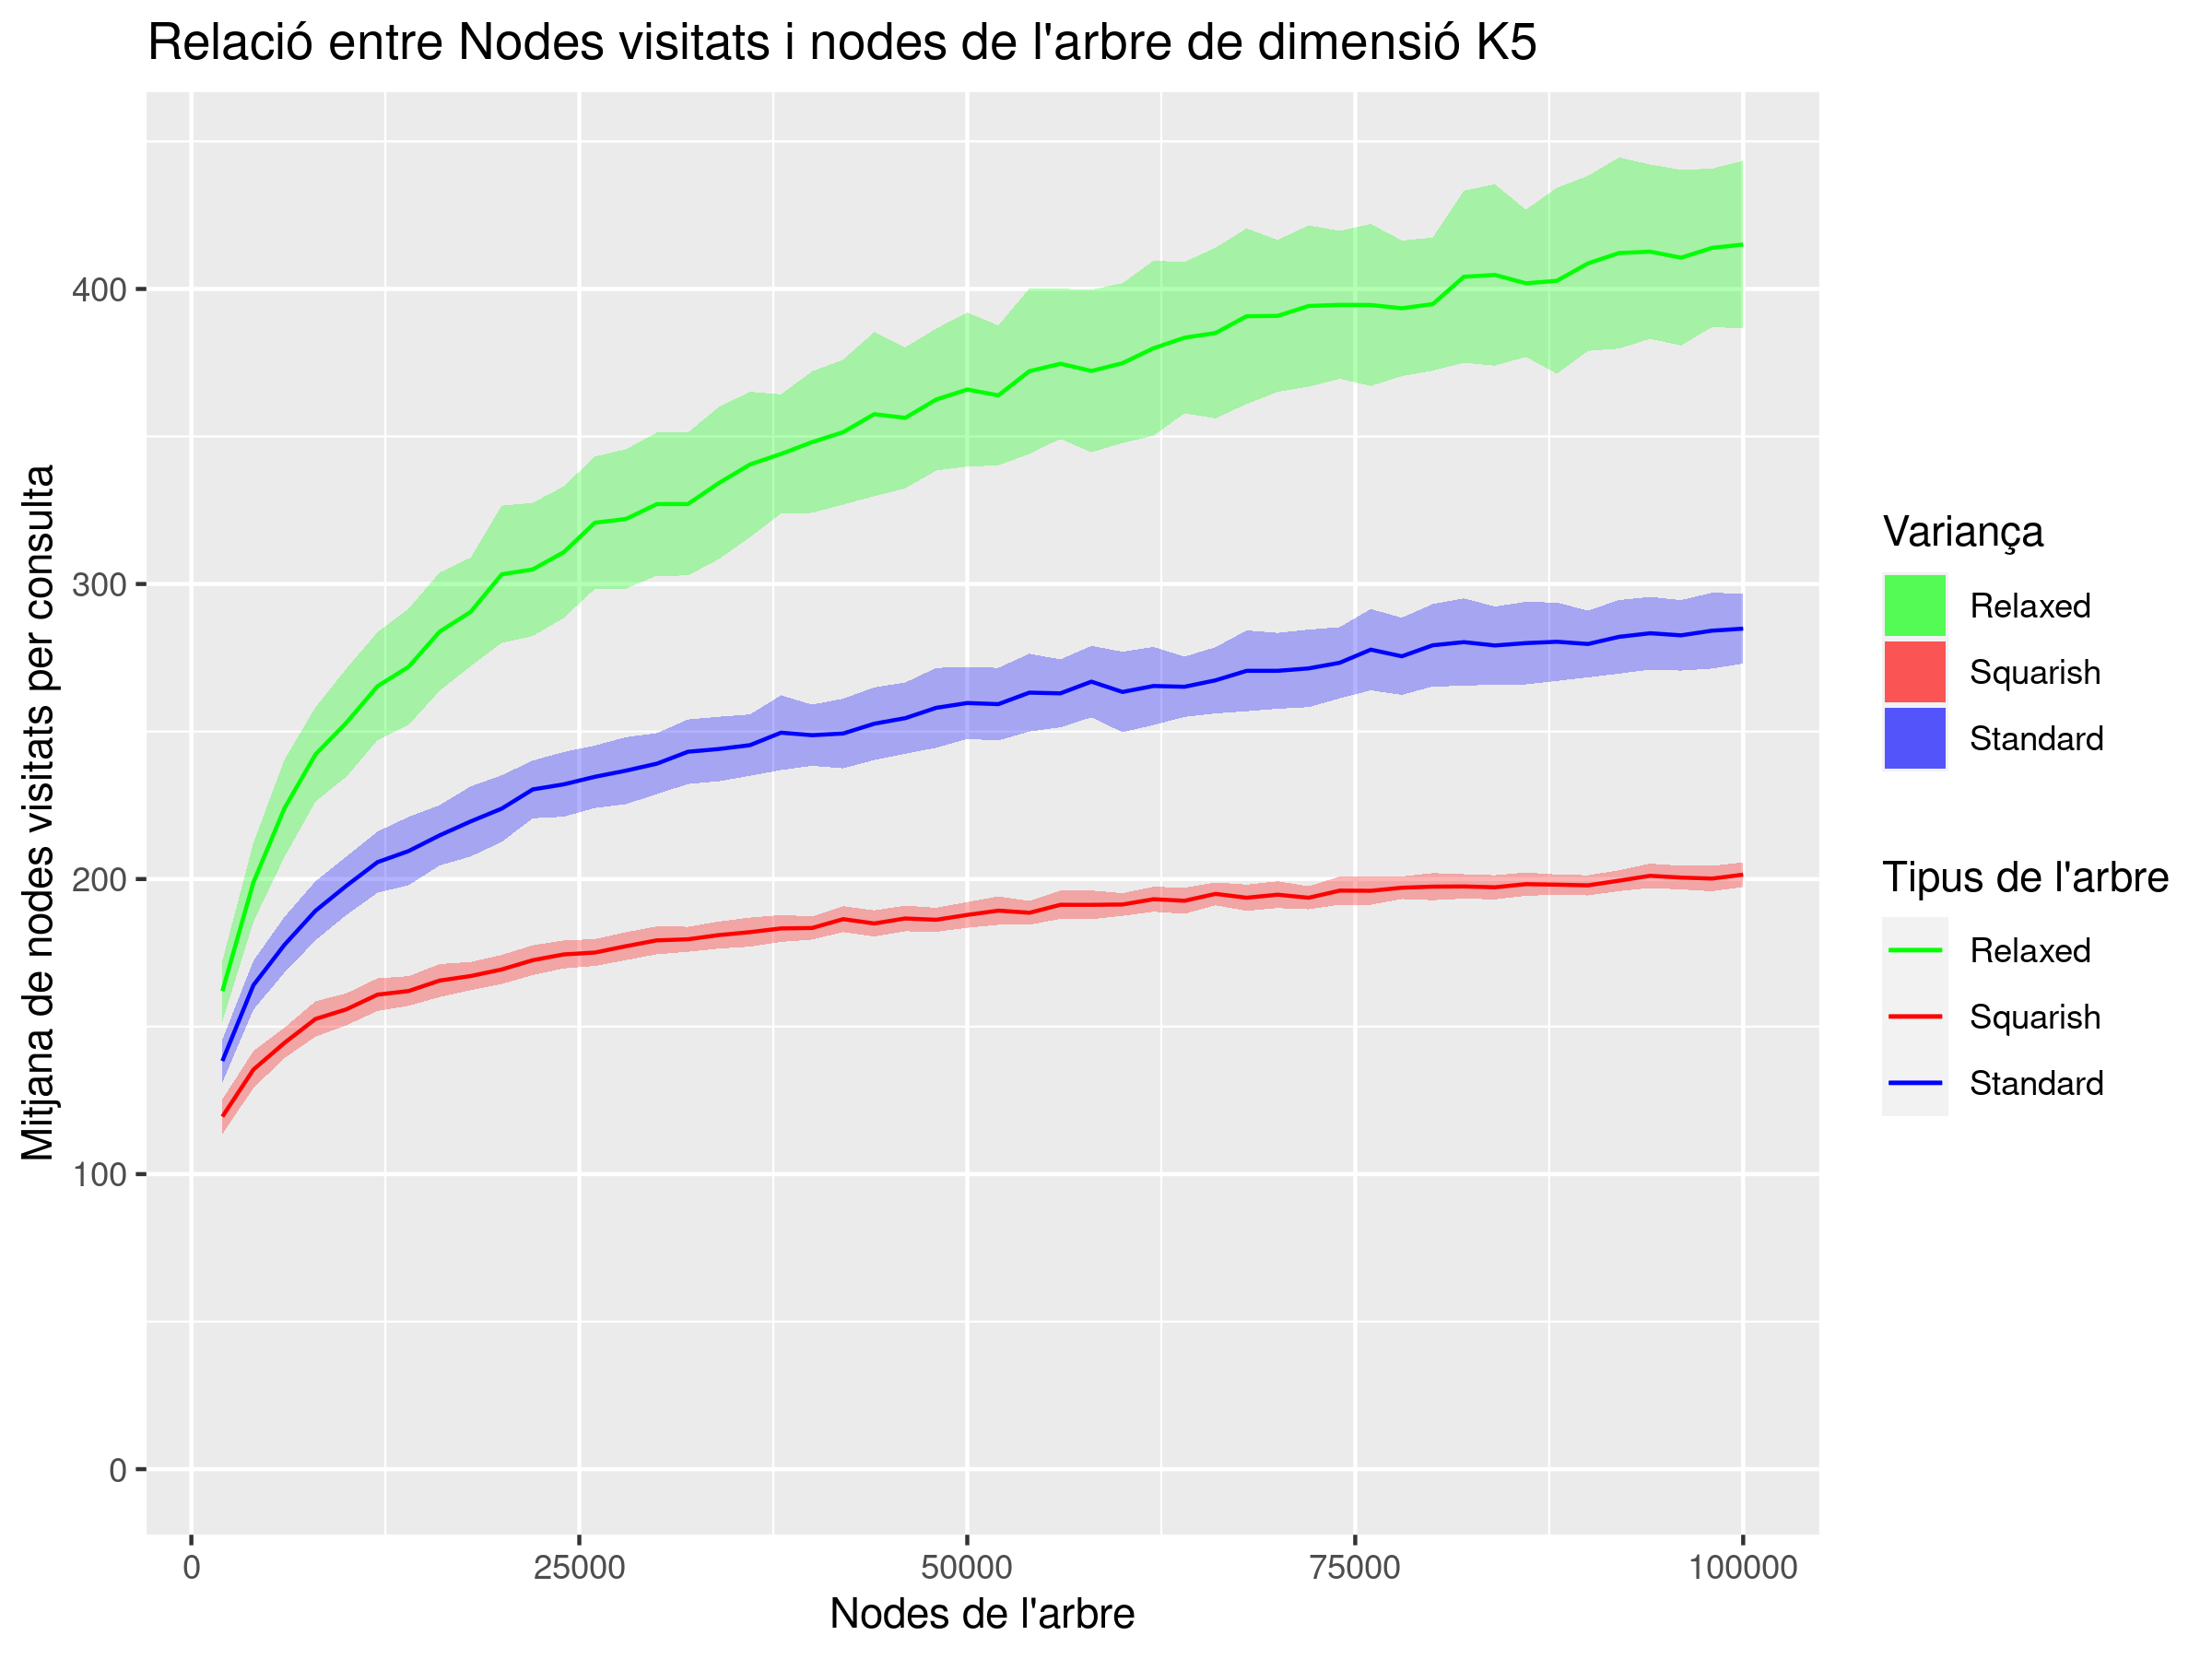 Relació entre Nodes visitats i nodes de l'arbre de dimensió K5
Mitjana de nodes visitats per consulta
400
300
200
100
0
0
25000
50000
75000
100000
Nodes de l'arbre
Variança
Relaxed
Squarish
Standard
Tipus de l'arbre
Relaxed
Squarish
Standard